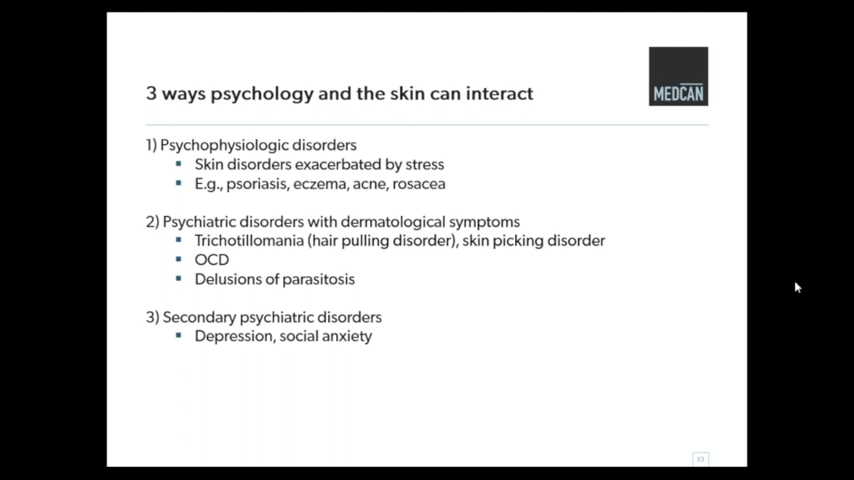 MEDCAN
3 ways psychology and the skin can interact
1) Psychophysiologic disorders
▪ Skin disorders exacerbated by stress
▪ E.g., psoriasis, eczema, acne, rosacea
2) Psychiatric disorders with dermatological symptoms
▪ Trichotillomania (hair pulling disorder), skin picking disorder
▪ OCD
▪ Delusions of parasitosis
3) Secondary psychiatric disorders
▪ Depression, social anxiety
13